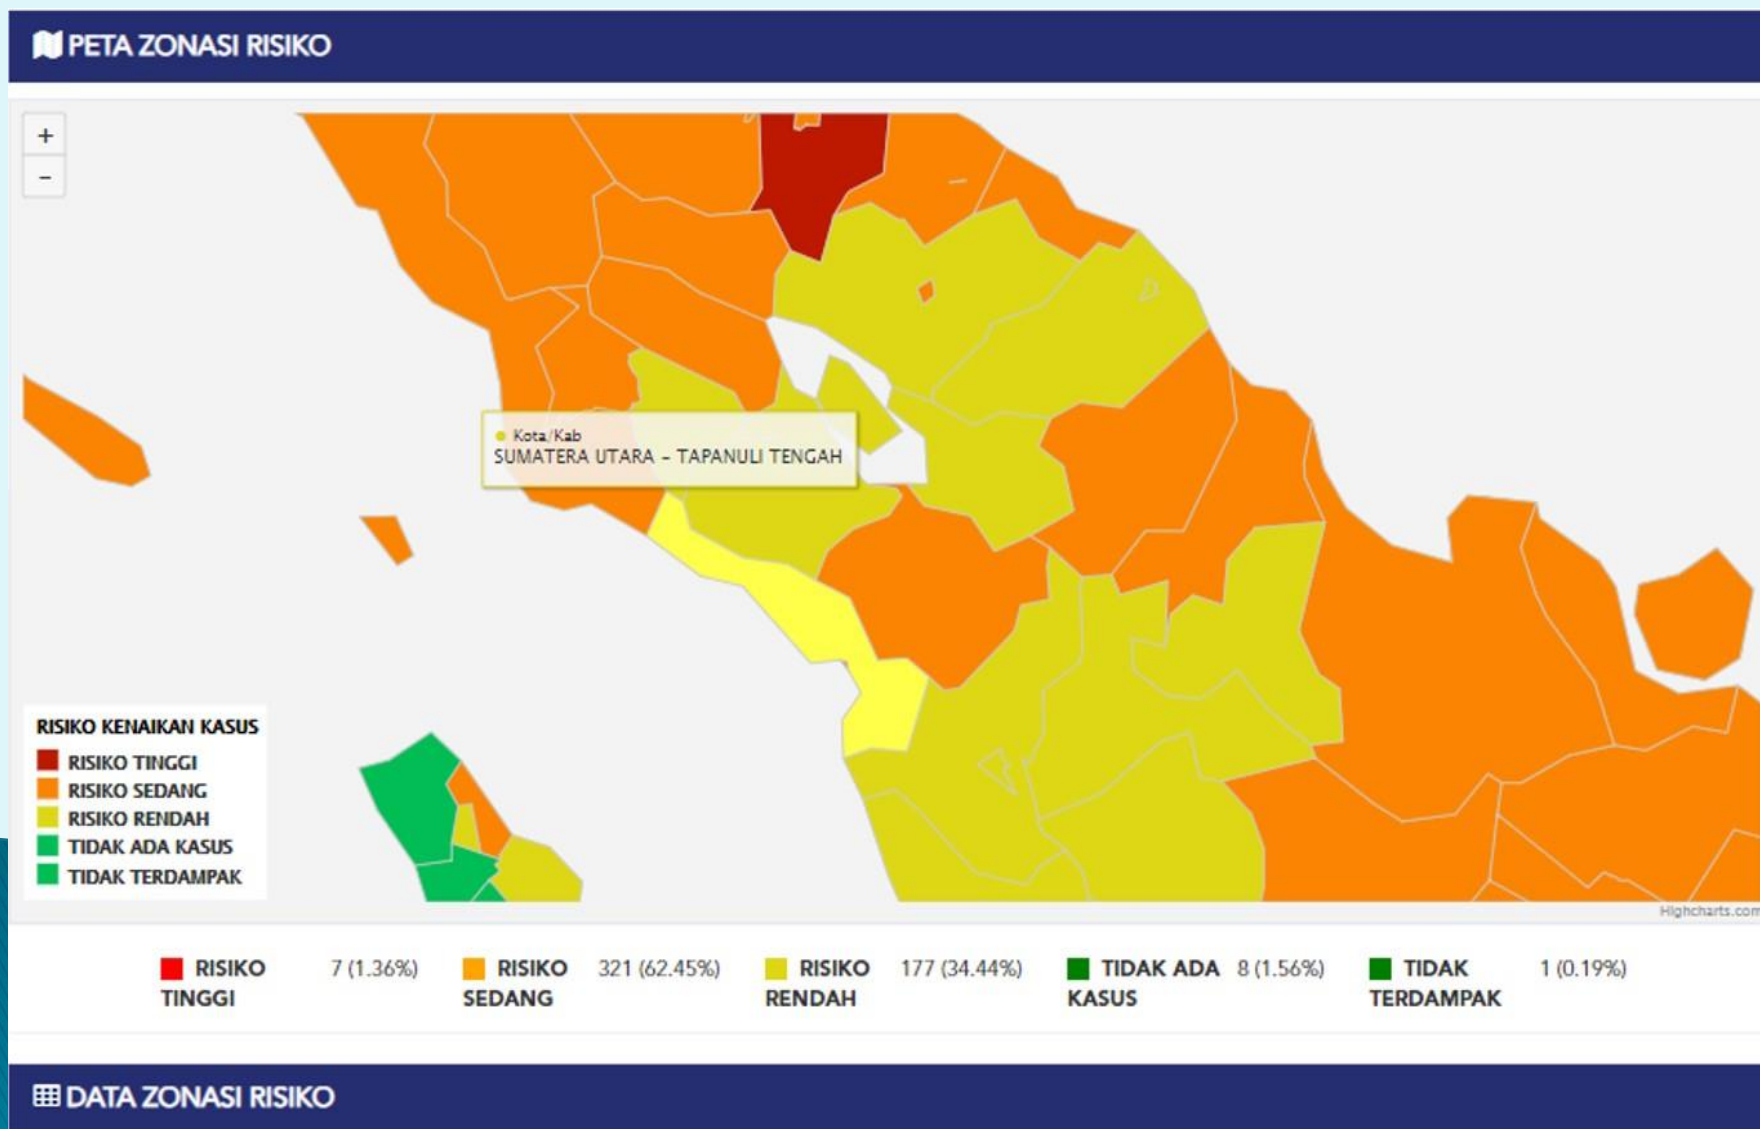 PETA ZONASI RISIKO
+
−
Kota/Kab
SUMATERA UTARA – TAPANULI TENGAH
RISIKO KENAIKAN KASUS
RISIKO TINGGI
RISIKO SEDANG
RISIKO RENDAH
TIDAK ADA KASUS
TIDAK TERDAMPAK
Highcharts.com
RISIKO TINGGI 7 (1.36%)
RISIKO SEDANG 321 (62.45%)
RISIKO RENDAH 177 (34.44%)
TIDAK ADA KASUS 8 (1.56%)
TIDAK TERDAMPAK 1 (0.19%)
DATA ZONASI RISIKO